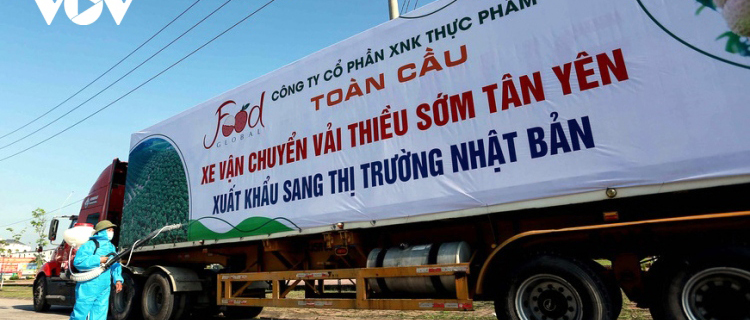 VOV
Food
GLOBAL
CÔNG TY CỔ PHẦN XNK THỰC PHẨM
TOÀN CẦU
XE VẬN CHUYỂN VẢI THIỀU SỚM TÂN YÊN
XUẤT KHẨU SANG THỊ TRƯỜNG NHẬT BẢN